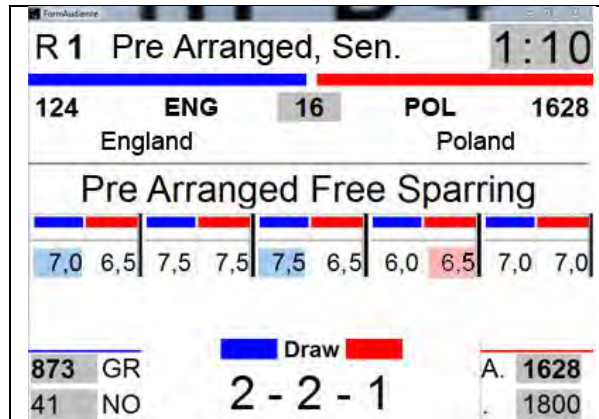 FormAudience
R 1 Pre Arranged, Sen. 1:10
124 ENG 16 POL 1628
England Poland
Pre Arranged Free Sparring
7,0 6,5 7,5 7,5 7,5 6,5 6,0 6,5 7,0 7,0
Draw
873 GR 2 - 2 - 1 A. 1628
41 NO . 1800